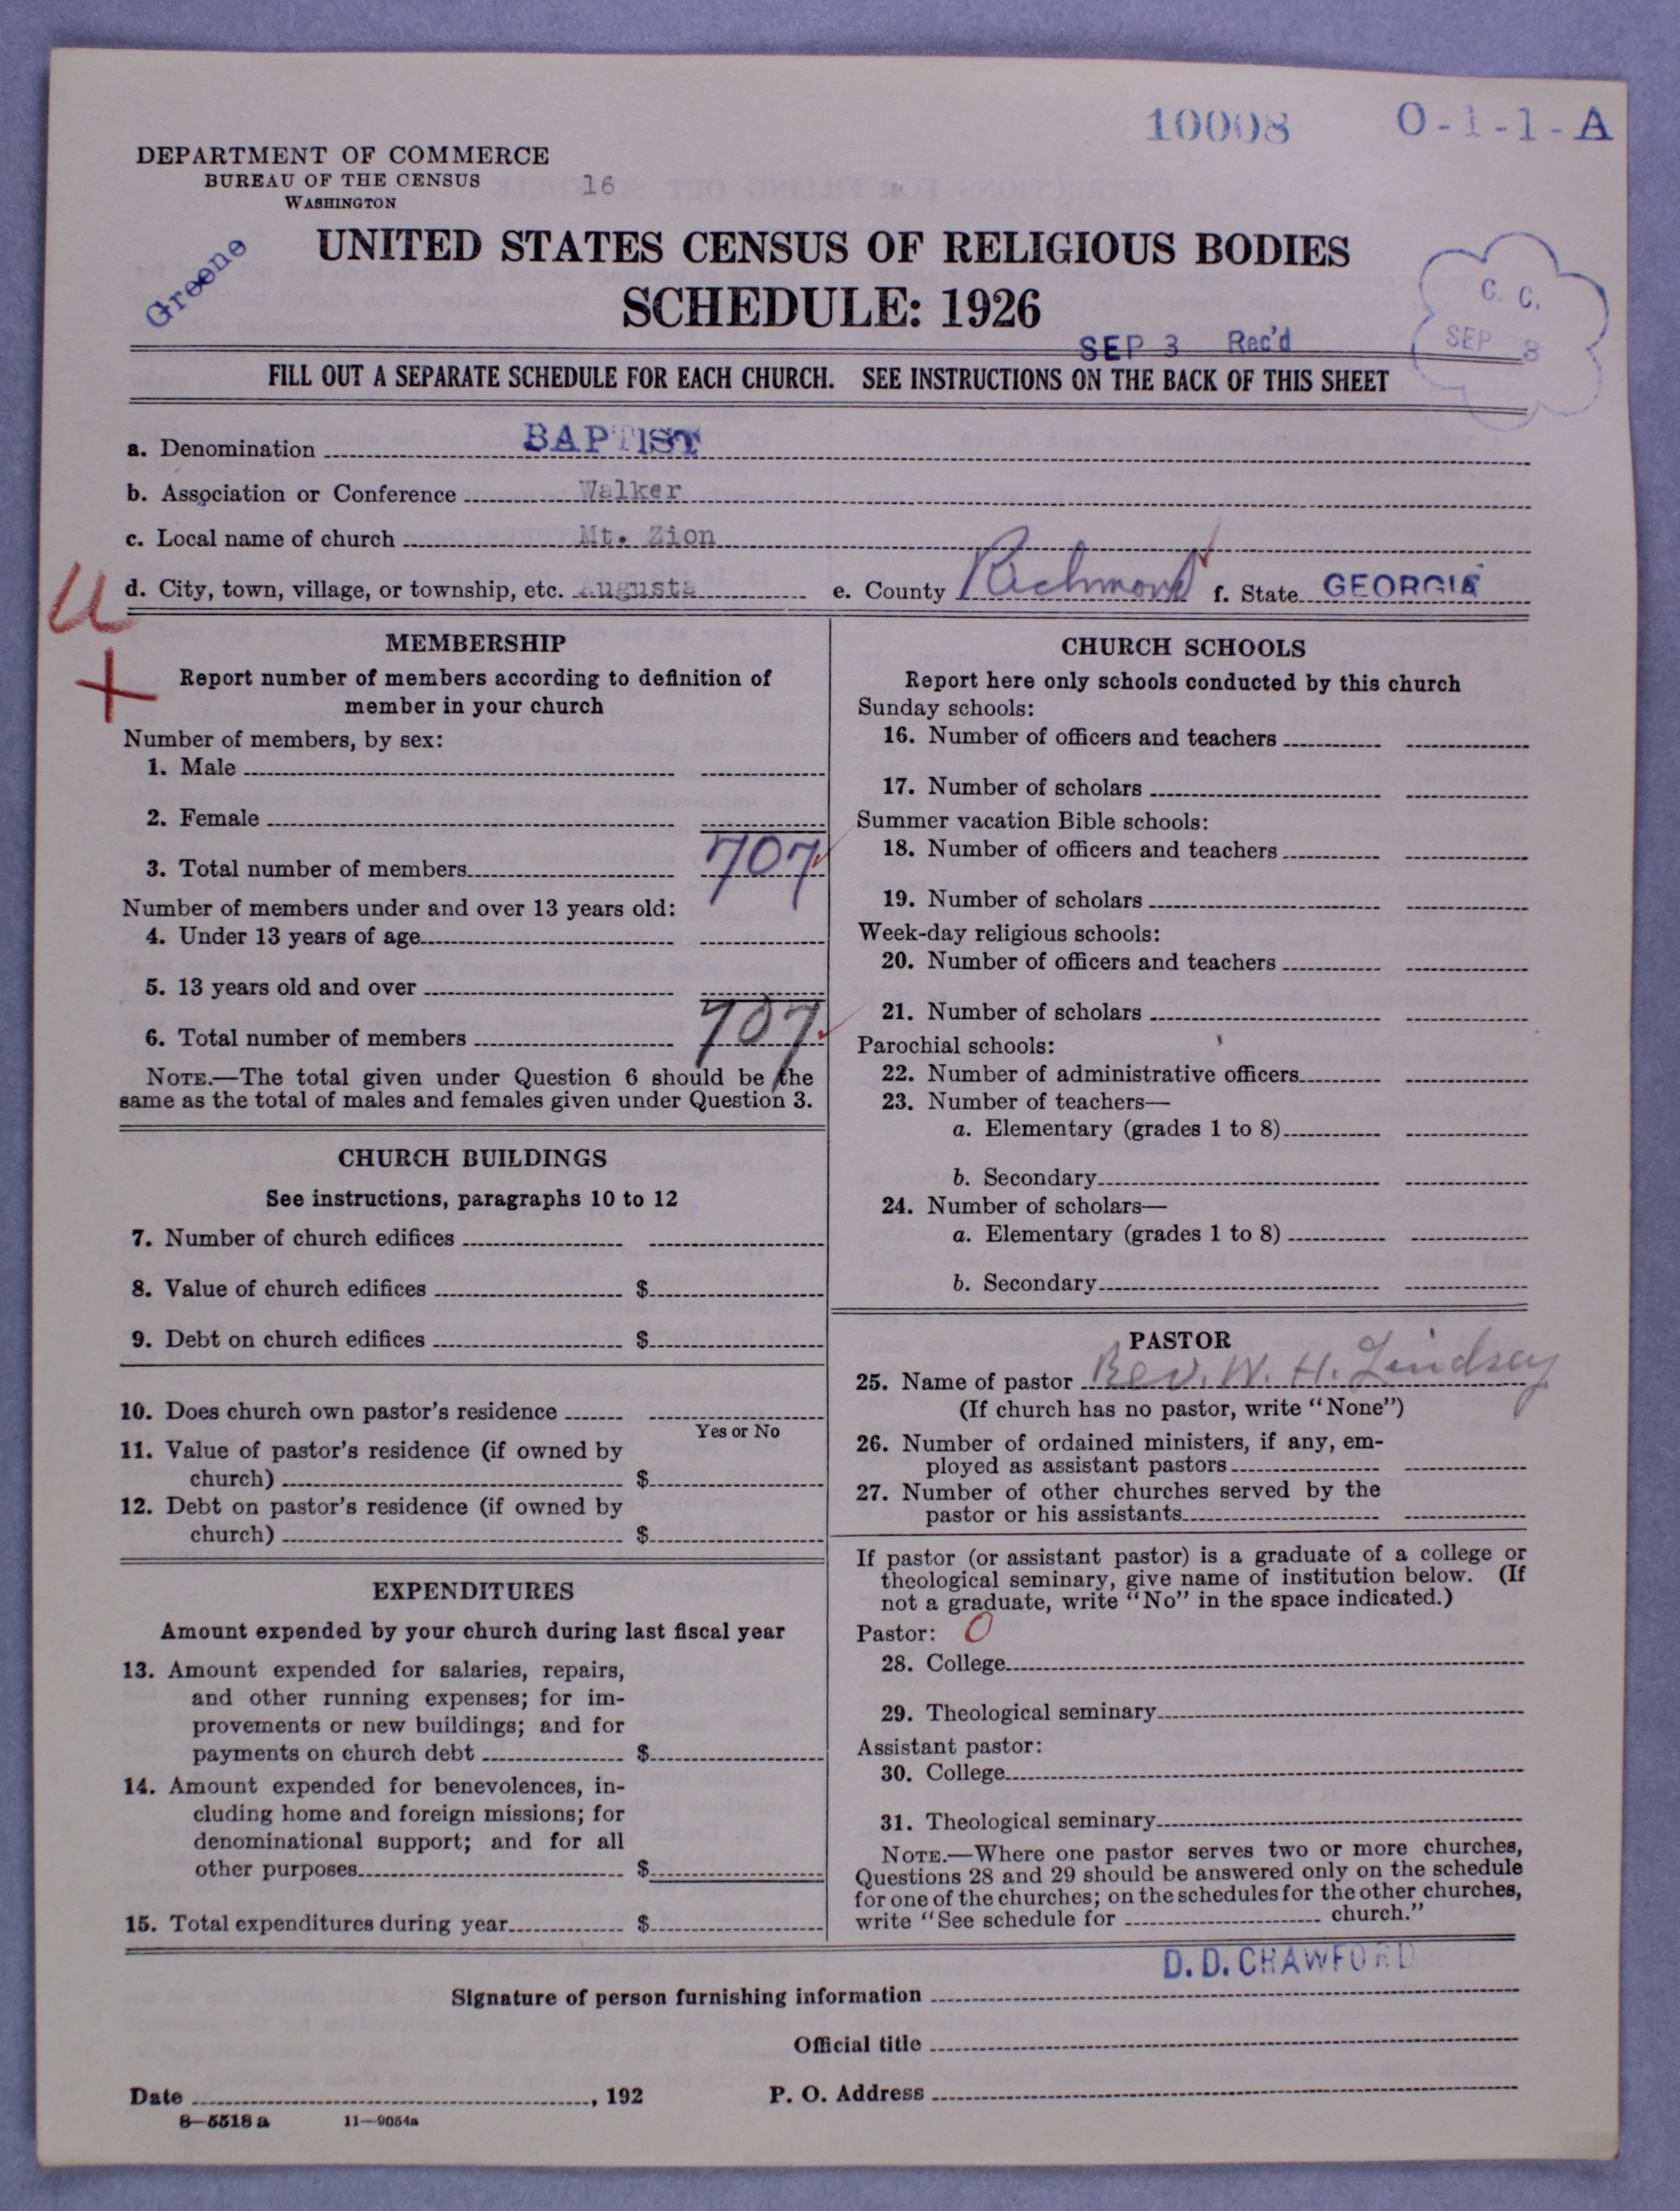 10008 0-1-1-A
DEPARTMENT OF COMMERCE
BUREAU OF THE CENSUS
WASHINGTON
16
Greene
UNITED STATES CENSUS OF RELIGIOUS BODIES
SCHEDULE: 1926
SEP 3 Rec'd
C. C.
SEP 3
FILL OUT A SEPARATE SCHEDULE FOR EACH CHURCH. SEE INSTRUCTIONS ON THE BACK OF THIS SHEET
a. Denomination BAPTIST
b. Association or Conference Walker
c. Local name of church Mt. Zion
d. City, town, village, or township, etc. Augusta e. County Richmond f. State GEORGIA
U
+
MEMBERSHIP
Report number of members according to definition of
member in your church
Number of members, by sex:
1. Male
2. Female
3. Total number of members 707
Number of members under and over 13 years old:
4. Under 13 years of age
5. 13 years old and over
6. Total number of members 707
NOTE.—The total given under Question 6 should be the
same as the total of males and females given under Question 3.
CHURCH BUILDINGS
See instructions, paragraphs 10 to 12
7. Number of church edifices
8. Value of church edifices $
9. Debt on church edifices $
10. Does church own pastor's residence
Yes or No
11. Value of pastor's residence (if owned by
church) $
12. Debt on pastor's residence (if owned by
church) $
EXPENDITURES
Amount expended by your church during last fiscal year
13. Amount expended for salaries, repairs,
and other running expenses; for im-
provements or new buildings; and for
payments on church debt $
14. Amount expended for benevolences, in-
cluding home and foreign missions; for
denominational support; and for all
other purposes $
15. Total expenditures during year $
CHURCH SCHOOLS
Report here only schools conducted by this church
Sunday schools:
16. Number of officers and teachers
17. Number of scholars
Summer vacation Bible schools:
18. Number of officers and teachers
19. Number of scholars
Week-day religious schools:
20. Number of officers and teachers
21. Number of scholars
Parochial schools:
22. Number of administrative officers
23. Number of teachers—
a. Elementary (grades 1 to 8)
b. Secondary
24. Number of scholars—
a. Elementary (grades 1 to 8)
b. Secondary
PASTOR
25. Name of pastor Rev. W. H. Lindsay
(If church has no pastor, write "None")
26. Number of ordained ministers, if any, em-
ployed as assistant pastors
27. Number of other churches served by the
pastor or his assistants
If pastor (or assistant pastor) is a graduate of a college or
theological seminary, give name of institution below. (If
not a graduate, write "No" in the space indicated.)
Pastor: O
28. College
29. Theological seminary
Assistant pastor:
30. College
31. Theological seminary
NOTE.—Where one pastor serves two or more churches,
Questions 28 and 29 should be answered only on the schedule
for one of the churches; on the schedules for the other churches,
write "See schedule for church."
D. D. CRAWFORD
Signature of person furnishing information
Official title
Date , 192 P. O. Address
8—5518 a 11—9054a